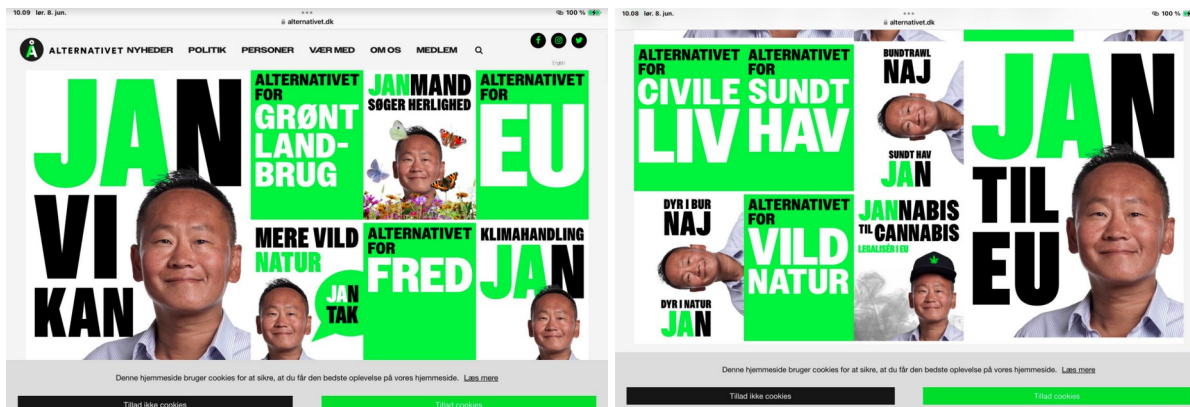 10.09 lør. 8. jun.
100 %
alternativet.dk
Å ALTERNATIVET NYHEDER POLITIK PERSONER VÆR MED OM OS MEDLEM
English
JAN
VI
KAN
ALTERNATIVET
FOR
GRØNT
LAND-
BRUG
JANMAND
SØGER HERLIGHED
ALTERNATIVET
FOR
EU
MERE VILD
NATUR
JAN
TAK
ALTERNATIVET
FOR
FRED
KLIMAHANDLING
JAN
Denne hjemmeside bruger cookies for at sikre, at du får den bedste oplevelse på vores hjemmeside. Læs mere
Tillad ikke cookies
Tillad cookies
10.08 lør. 8. jun.
100 %
alternativet.dk
ALTERNATIVET
FOR
CIVILE
LIV
ALTERNATIVET
FOR
SUNDT
HAV
BUNDTRAWL
NAJ
SUNDT HAV
JAN
JAN
TIL
EU
DYR I BUR
NAJ
DYR I NATUR
JAN
ALTERNATIVET
FOR
VILD
NATUR
JANNABIS
TIL CANNABIS
LEGALISÉR I EU
Denne hjemmeside bruger cookies for at sikre, at du får den bedste oplevelse på vores hjemmeside. Læs mere
Tillad ikke cookies
Tillad cookies